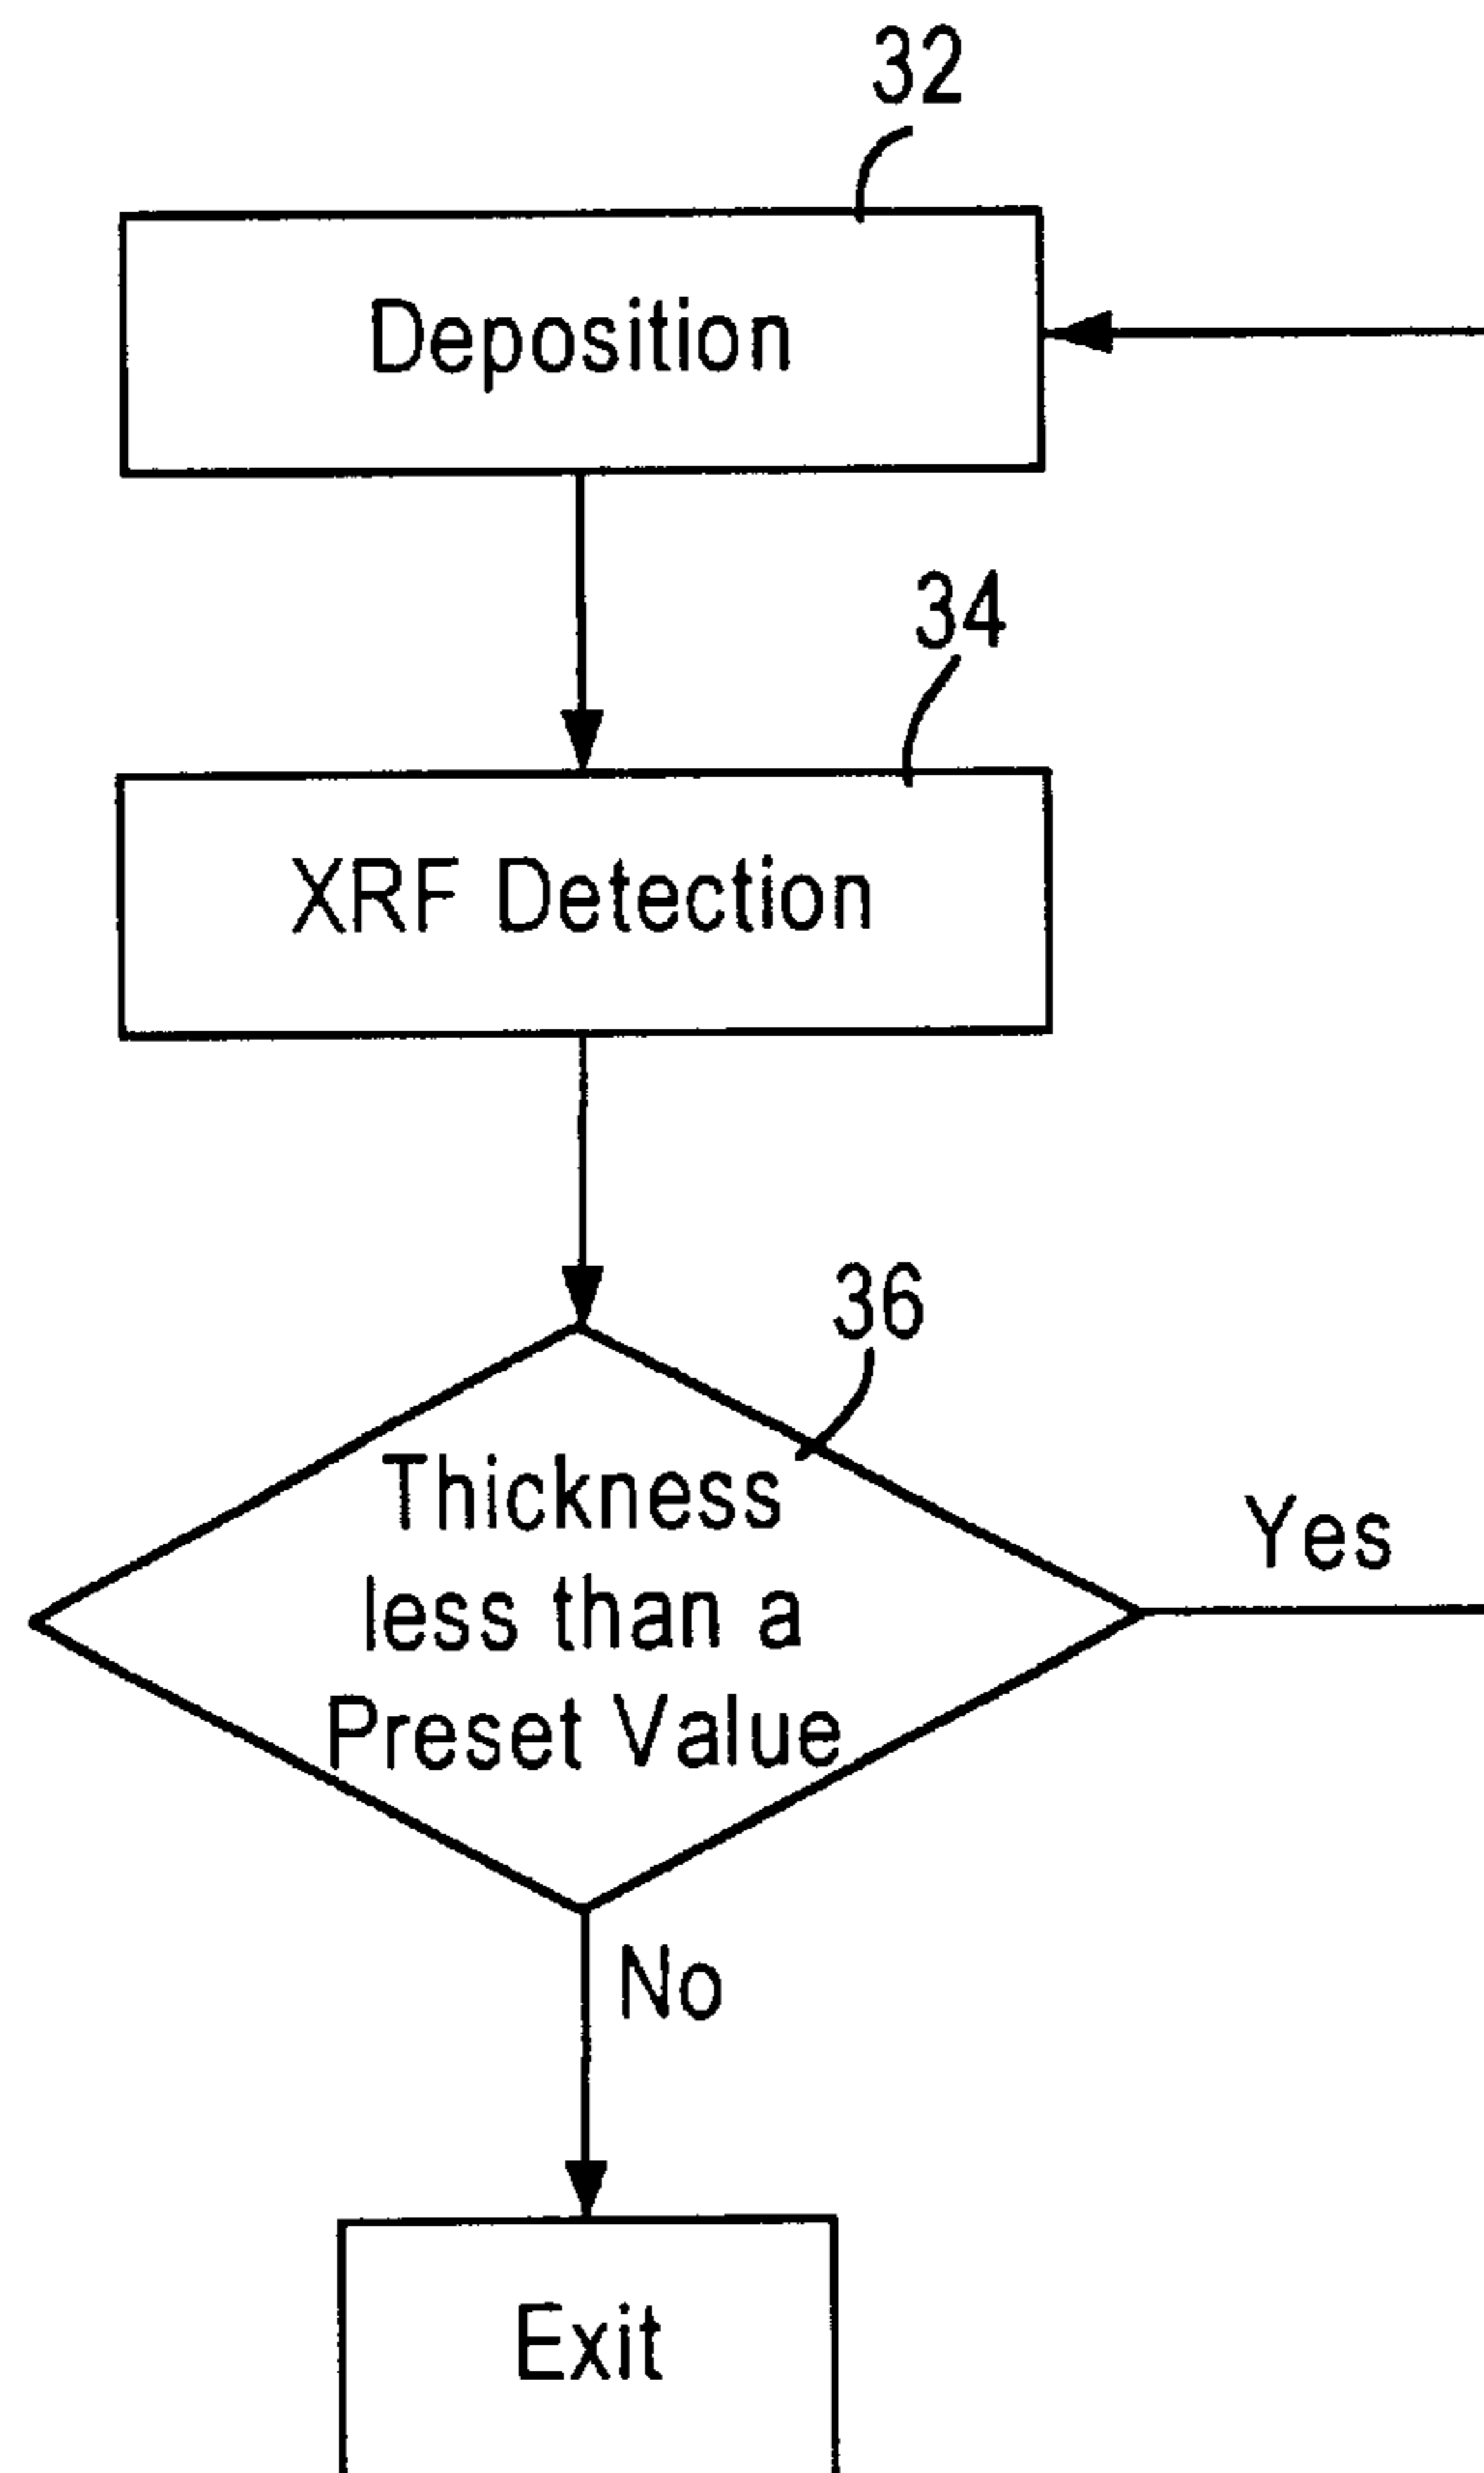 32
Deposition
34
XRF Detection
36
Thickness
less than a
Preset Value
Yes
No
Exit